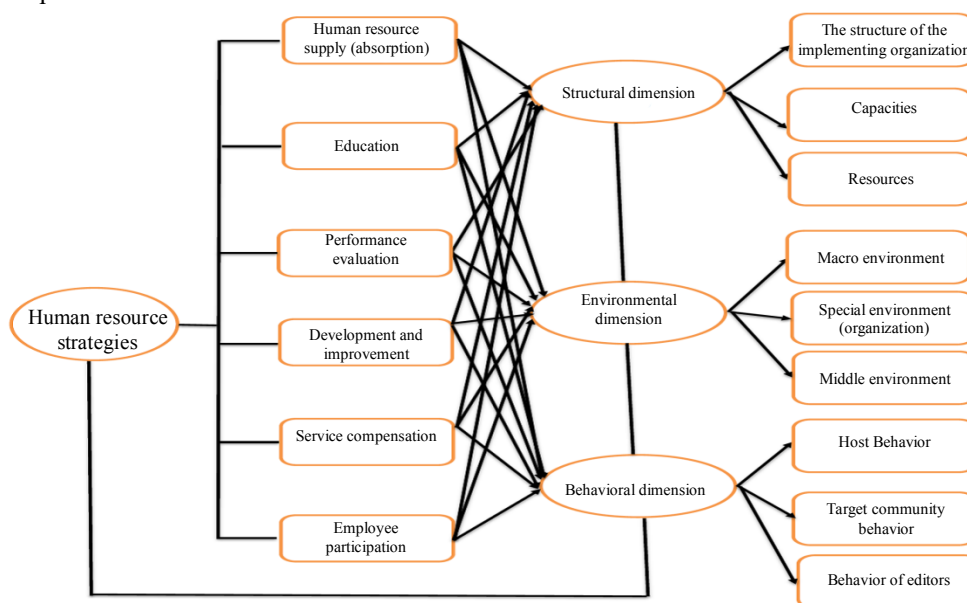 Human resource
strategies
Human resource
supply (absorption)
Education
Performance
evaluation
Development and
improvement
Service compensation
Employee
participation
Structural dimension
Environmental
dimension
Behavioral dimension
The structure of the
implementing organization
Capacities
Resources
Macro environment
Special environment
(organization)
Middle environment
Host Behavior
Target community
behavior
Behavior of editors